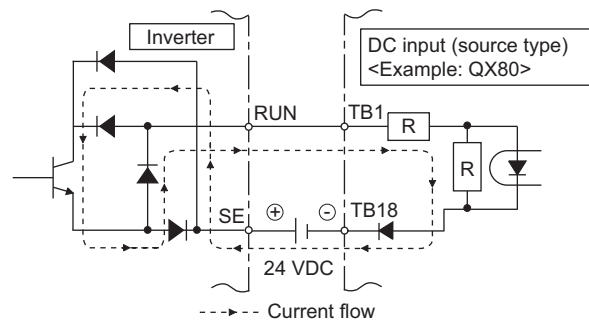 Inverter
DC input (source type)
<Example: QX80>
RUN
TB1
R
R
SE
⊕
⊖
TB18
24 VDC
Current flow